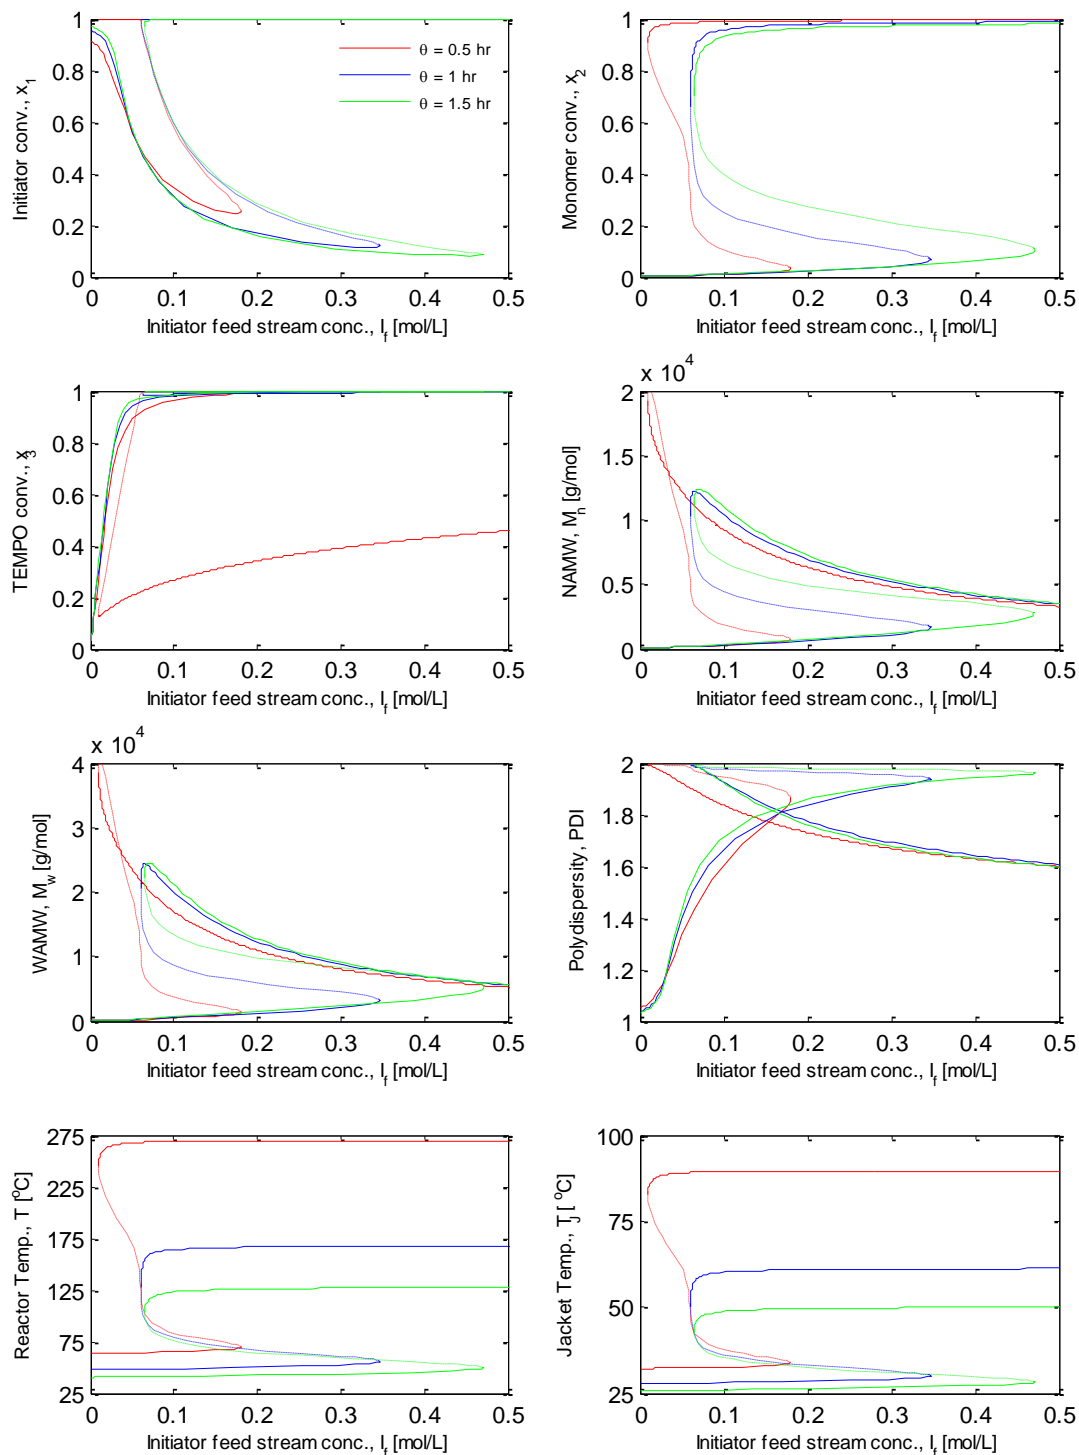 1
0.8
0.6
0.4
0.2
0
0 0.1 0.2 0.3 0.4 0.5
Initiator conv., x1
Initiator feed stream conc., If [mol/L]
θ = 0.5 hr
θ = 1 hr
θ = 1.5 hr
1
0.8
0.6
0.4
0.2
0
0 0.1 0.2 0.3 0.4 0.5
Monomer conv., x2
Initiator feed stream conc., If [mol/L]
1
0.8
0.6
0.4
0.2
0
0 0.1 0.2 0.3 0.4 0.5
TEMPO conv., x3
Initiator feed stream conc., If [mol/L]
x 10^4
2
1.5
1
0.5
0
0 0.1 0.2 0.3 0.4 0.5
NAMW, Mn [g/mol]
Initiator feed stream conc., If [mol/L]
x 10^4
4
3
2
1
0
0 0.1 0.2 0.3 0.4 0.5
WAMW, Mw [g/mol]
Initiator feed stream conc., If [mol/L]
2
1.8
1.6
1.4
1.2
1
0 0.1 0.2 0.3 0.4 0.5
Polydispersity, PDI
Initiator feed stream conc., If [mol/L]
275
225
175
125
75
25
0 0.1 0.2 0.3 0.4 0.5
Reactor Temp., T [°C]
Initiator feed stream conc., If [mol/L]
100
75
50
25
0 0.1 0.2 0.3 0.4 0.5
Jacket Temp., TJ [°C]
Initiator feed stream conc., If [mol/L]